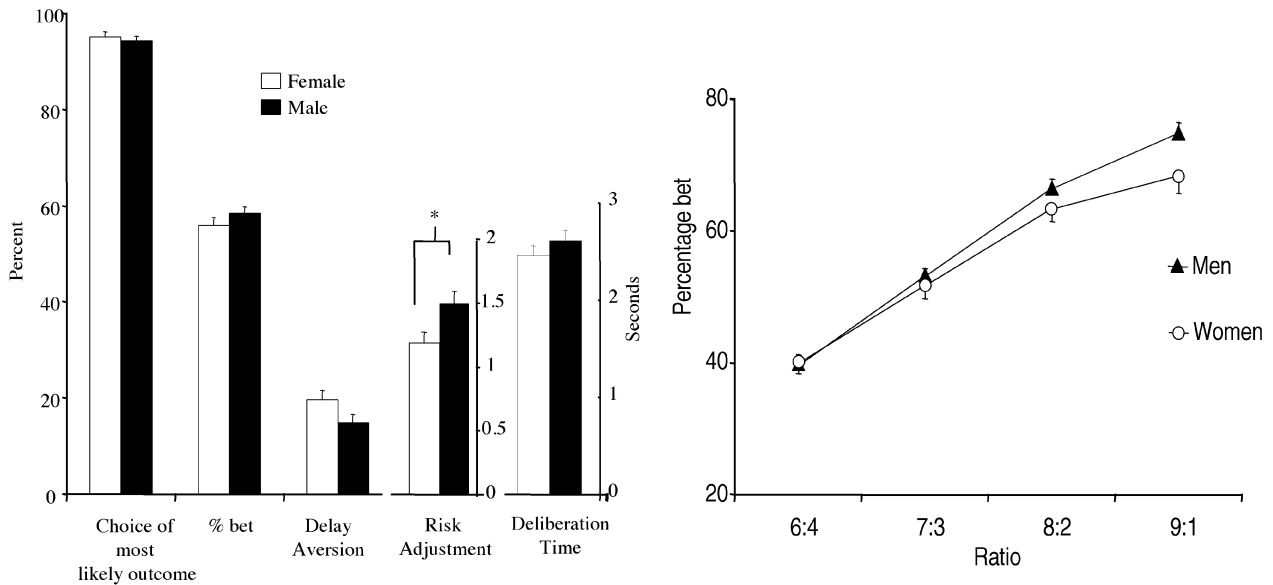 100
80
60
40
20
0
Percent
Female
Male
*
2
1.5
1
0.5
0
3
2
1
0
Seconds
Choice of
most
likely outcome
% bet
Delay
Aversion
Risk
Adjustment
Deliberation
Time
80
60
40
20
Percentage bet
Men
Women
6:4 7:3 8:2 9:1
Ratio